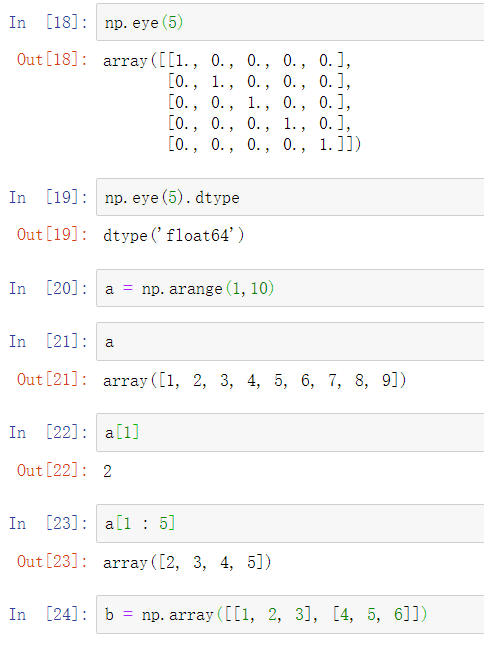 In [18]: np.eye(5)
Out[18]: array([[1., 0., 0., 0., 0.],
[0., 1., 0., 0., 0.],
[0., 0., 1., 0., 0.],
[0., 0., 0., 1., 0.],
[0., 0., 0., 0., 1.]])
In [19]: np.eye(5).dtype
Out[19]: dtype('float64')
In [20]: a = np.arange(1,10)
In [21]: a
Out[21]: array([1, 2, 3, 4, 5, 6, 7, 8, 9])
In [22]: a[1]
Out[22]: 2
In [23]: a[1 : 5]
Out[23]: array([2, 3, 4, 5])
In [24]: b = np.array([[1, 2, 3], [4, 5, 6]])